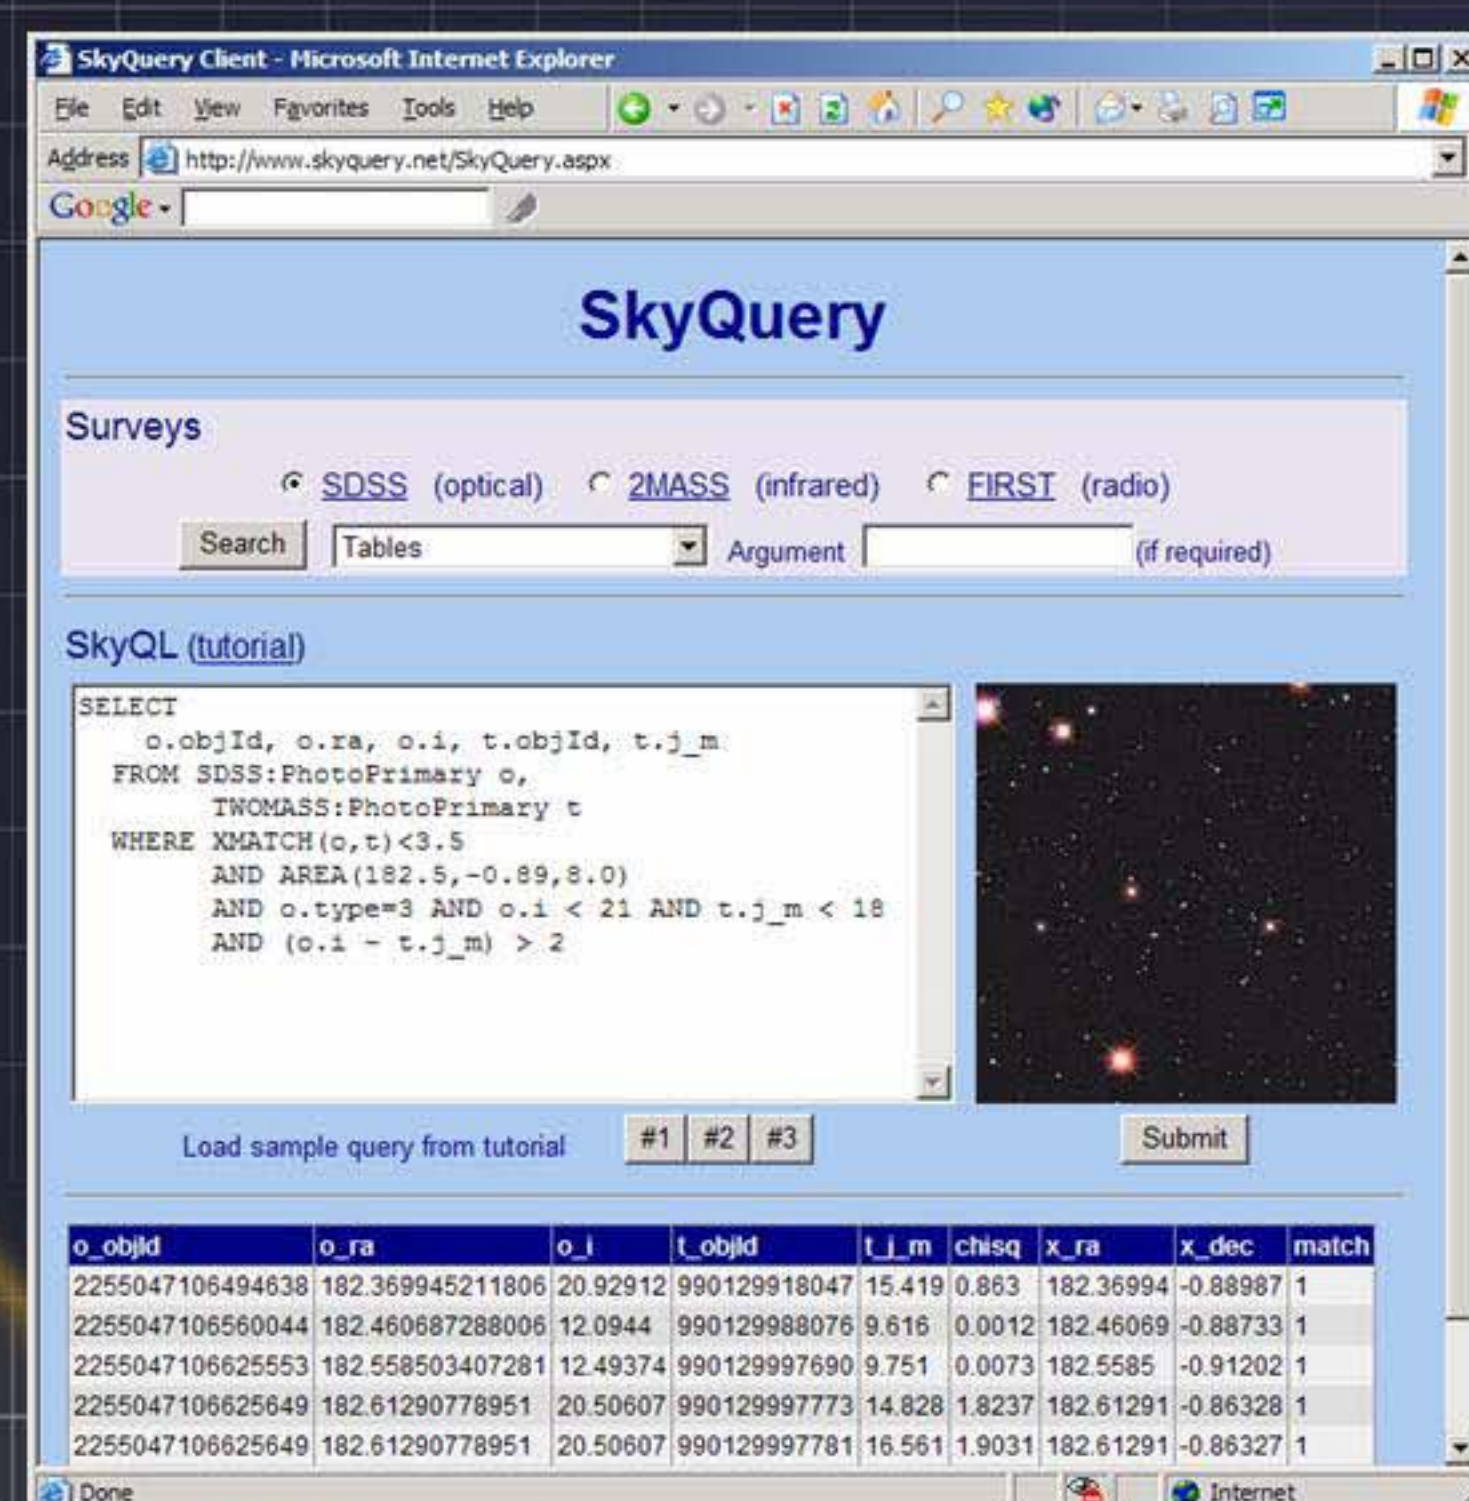 SkyQuery Client - Microsoft Internet Explorer
File Edit View Favorites Tools Help
Address http://www.skyquery.net/SkyQuery.aspx
Google
SkyQuery
Surveys
SDSS (optical) 2MASS (infrared) FIRST (radio)
Search Tables Argument (if required)
SkyQL (tutorial)
SELECT
o.objId, o.ra, o.i, t.objId, t.j_m
FROM SDSS:PhotoPrimary o,
TWOMASS:PhotoPrimary t
WHERE XMATCH(o,t)<3.5
AND AREA(182.5,-0.89,8.0)
AND o.type=3 AND o.i < 21 AND t.j_m < 18
AND (o.i - t.j_m) > 2
Load sample query from tutorial #1 #2 #3 Submit
o_objId o_ra o_i t_objId t_j_m chisq x_ra x_dec match
2255047106494638 182.369945211806 20.92912 990129918047 15.419 0.863 182.36994 -0.88987 1
2255047106560044 182.460687288006 12.0944 990129988076 9.616 0.0012 182.46069 -0.88733 1
2255047106625553 182.558503407281 12.49374 990129997690 9.751 0.0073 182.5585 -0.91202 1
2255047106625649 182.61290778951 20.50607 990129997773 14.828 1.8237 182.61291 -0.86328 1
2255047106625649 182.61290778951 20.50607 990129997781 16.561 1.9031 182.61291 -0.86327 1
Done Internet